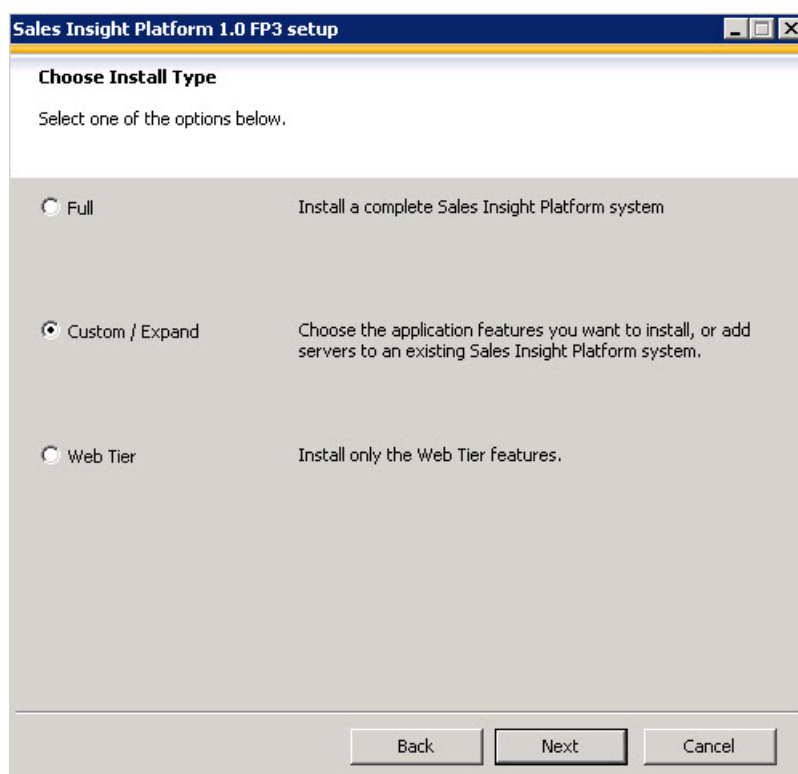 Sales Insight Platform 1.0 FP3 setup
Choose Install Type
Select one of the options below.
Full
Install a complete Sales Insight Platform system
Custom / Expand
Choose the application features you want to install, or add
servers to an existing Sales Insight Platform system.
Web Tier
Install only the Web Tier features.
Back
Next
Cancel